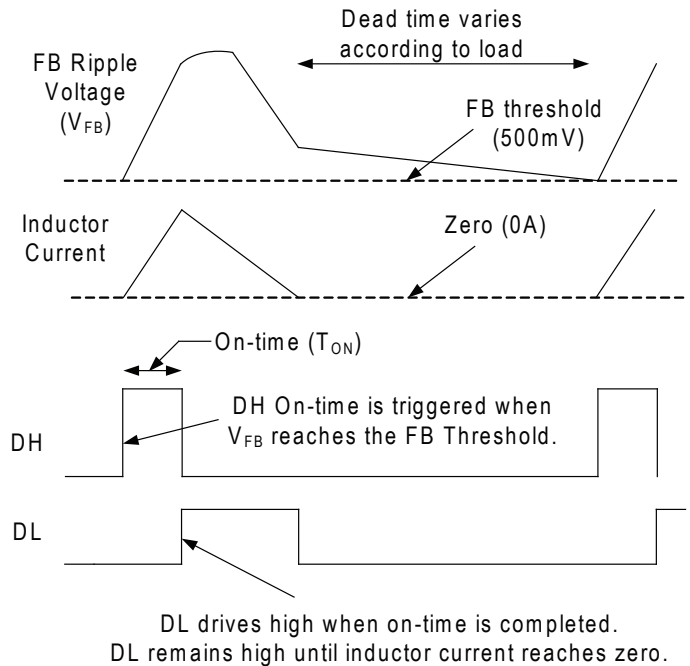 Dead time varies
according to load
FB Ripple
Voltage
(VFB)
FB threshold
(500mV)
Inductor
Current
Zero (0A)
On-time (TON)
DH On-time is triggered when
VFB reaches the FB Threshold.
DH
DL
DL drives high when on-time is completed.
DL remains high until inductor current reaches zero.